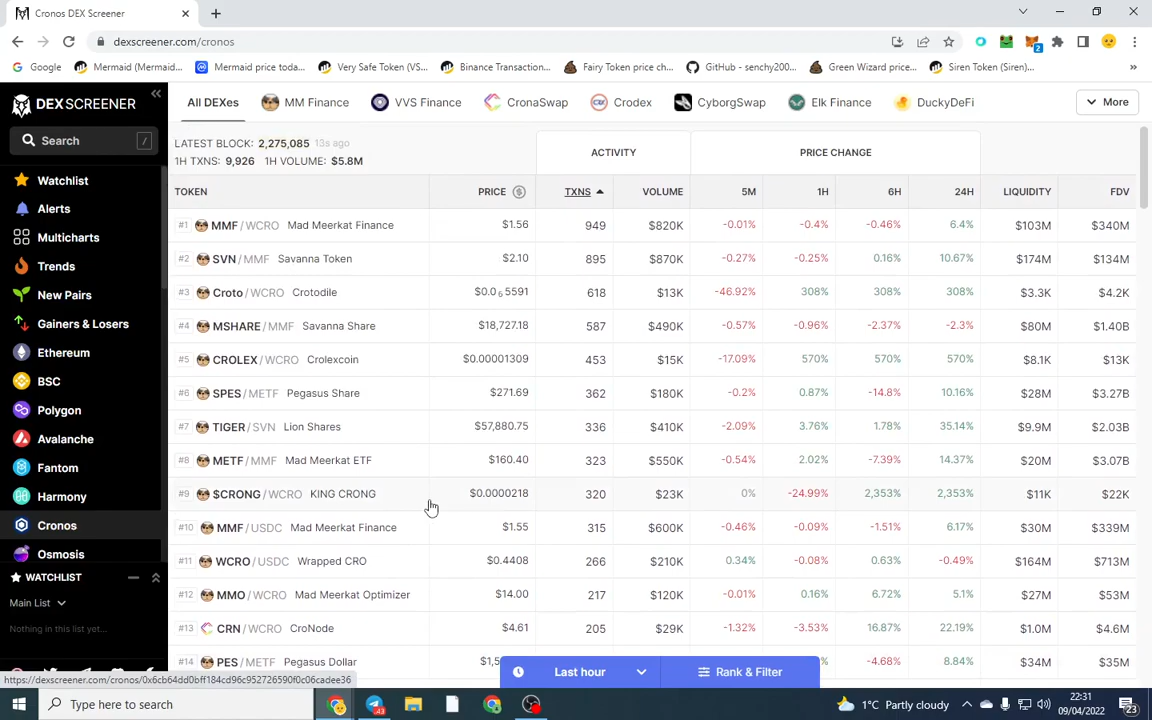 Cronos DEX Screener
dexscreener.com/cronos
2
Google
Mermaid (Mermaid...
Mermaid price toda...
Very Safe Token (VS...
Binance Transaction...
Fairy Token price ch...
GitHub - senchy200...
Green Wizard price...
Siren Token (Siren)...
DEXSCREENER
All DEXes
MM Finance
VVS Finance
CronaSwap
Crodex
CyborgSwap
Elk Finance
DuckyDeFi
More
Search
/
LATEST BLOCK: 2,275,085 13s ago
1H TXNS: 9,926 1H VOLUME: $5.8M
ACTIVITY
PRICE CHANGE
TOKEN PRICE TXNS VOLUME 5M 1H 6H 24H LIQUIDITY FDV
#1 MMF/WCRO Mad Meerkat Finance $1.56 949 $820K -0.01% -0.4% -0.46% 6.4% $103M $340M
#2 SVN/MMF Savanna Token $2.10 895 $870K -0.27% -0.25% 0.16% 10.67% $174M $134M
#3 Croto/WCRO Crotodile $0.0₆5591 618 $13K -46.92% 308% 308% 308% $3.3K $4.2K
#4 MSHARE/MMF Savanna Share $18,727.18 587 $490K -0.57% -0.96% -2.37% -2.3% $80M $1.40B
#5 CROLEX/WCRO Crolexcoin $0.00001309 453 $15K -17.09% 570% 570% 570% $8.1K $13K
#6 SPES/METF Pegasus Share $271.69 362 $180K -0.2% 0.87% -14.8% 10.16% $28M $3.27B
#7 TIGER/SVN Lion Shares $57,880.75 336 $410K -2.09% 3.76% 1.78% 35.14% $9.9M $2.03B
#8 METF/MMF Mad Meerkat ETF $160.40 323 $550K -0.54% 2.02% -7.39% 14.37% $20M $3.07B
#9 $CRONG/WCRO KING CRONG $0.0000218 320 $23K 0% -24.99% 2,353% 2,353% $11K $22K
#10 MMF/USDC Mad Meerkat Finance $1.55 315 $600K -0.46% -0.09% -1.51% 6.17% $30M $339M
#11 WCRO/USDC Wrapped CRO $0.4408 266 $210K 0.34% -0.08% 0.63% -0.49% $164M $713M
#12 MMO/WCRO Mad Meerkat Optimizer $14.00 217 $120K -0.01% 0.16% 6.72% 5.1% $27M $53M
#13 CRN/WCRO CroNode $4.61 205 $29K -1.32% -3.53% 16.87% 22.19% $1.0M $4.6M
#14 PES/METF Pegasus Dollar -4.68% 8.84% $34M $35M
Watchlist
Alerts
Multicharts
Trends
New Pairs
Gainers & Losers
Ethereum
BSC
Polygon
Avalanche
Fantom
Harmony
Cronos
Osmosis
WATCHLIST
Main List
Nothing in this list yet...
Last hour
Rank & Filter
https://dexscreener.com/cronos/0x6cb64dd0bff184cd96c952726590f0c06cadee36
Type here to search
1°C Partly cloudy
22:31
09/04/2022
23